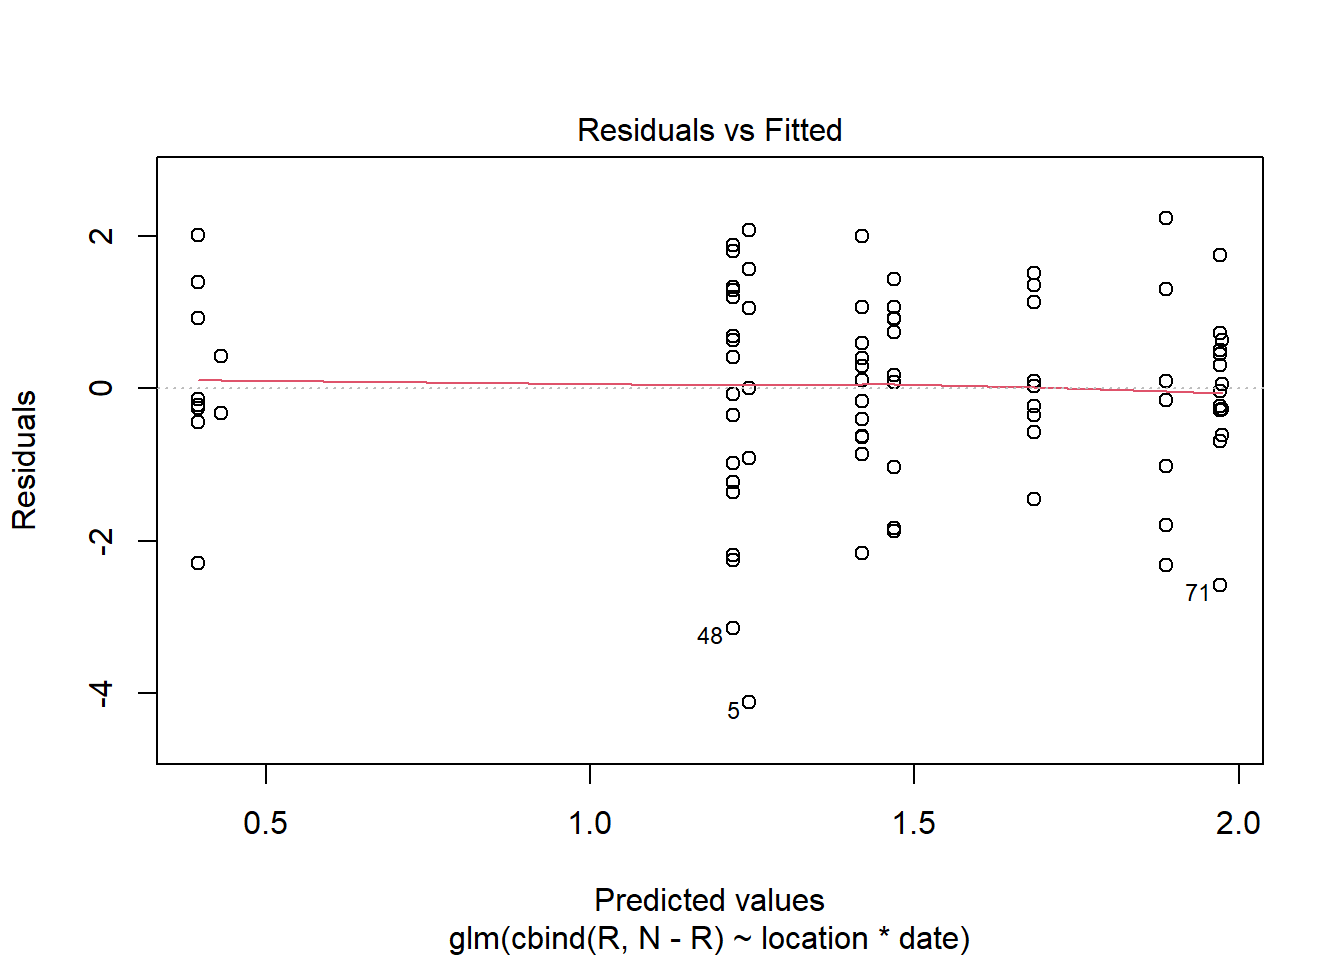 Residuals vs Fitted
Residuals
2
0
-2
-4
48
5
71
0.5 1.0 1.5 2.0
Predicted values
glm(cbind(R, N - R) ~ location * date)